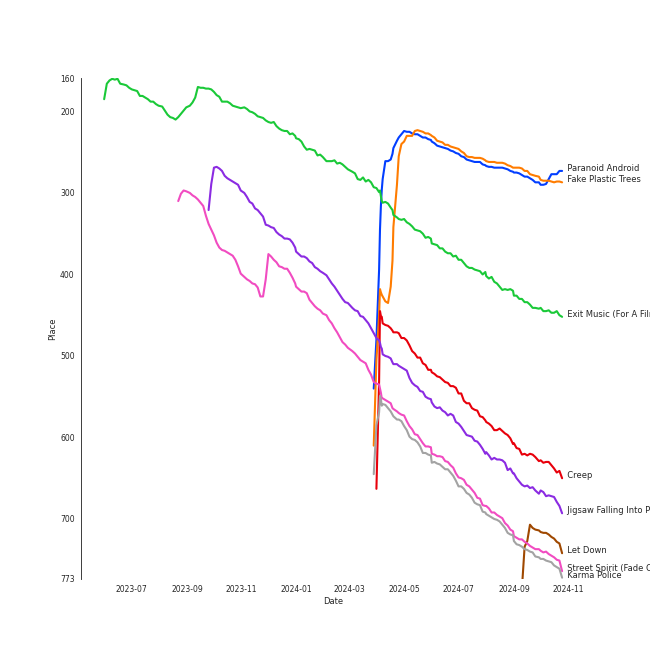 160
200
300
400
500
600
700
773
Place
2023-07
2023-09
2023-11
2024-01
2024-03
2024-05
2024-07
2024-09
2024-11
Date
Paranoid Android
Fake Plastic Trees
Exit Music (For A Fil
Creep
Jigsaw Falling Into P
Let Down
Street Spirit (Fade O
Karma Police